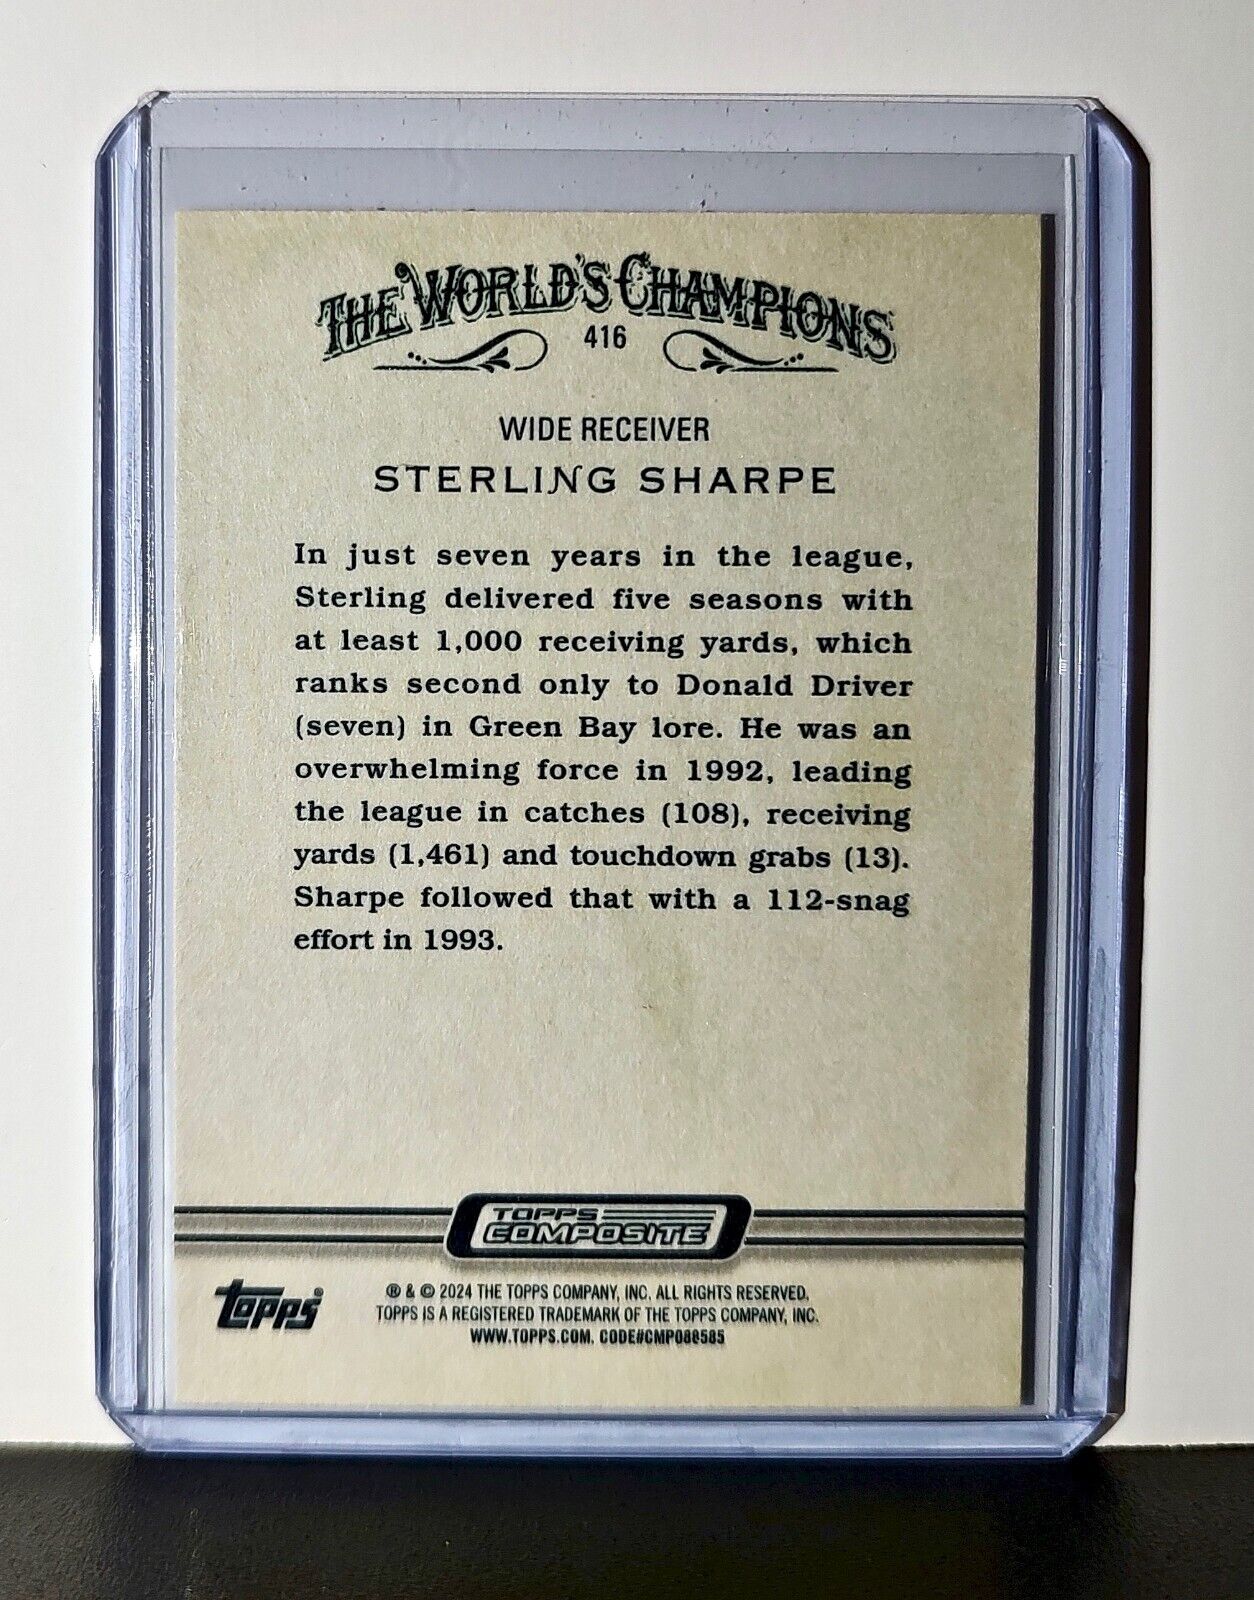 THE WORLD'S CHAMPIONS
416
WIDE RECEIVER
STERLING SHARPE
In just seven years in the league,
Sterling delivered five seasons with
at least 1,000 receiving yards, which
ranks second only to Donald Driver
(seven) in Green Bay lore. He was an
overwhelming force in 1992, leading
the league in catches (108), receiving
yards (1,461) and touchdown grabs (13).
Sharpe followed that with a 112-snag
effort in 1993.
TOPPS
COMPOSITE
topps®
® & © 2024 THE TOPPS COMPANY, INC. ALL RIGHTS RESERVED.
TOPPS IS A REGISTERED TRADEMARK OF THE TOPPS COMPANY, INC.
WWW.TOPPS.COM. CODE#CMP088585